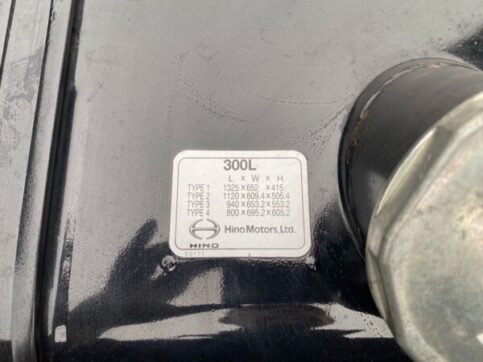 300L
L × W × H
TYPE 1 1325×652 ×415
TYPE 2 1120×609.4×505.4
TYPE 3 940×653.2×553.2
TYPE 4 800×695.2×605.2
Hino Motors, Ltd.
HINO